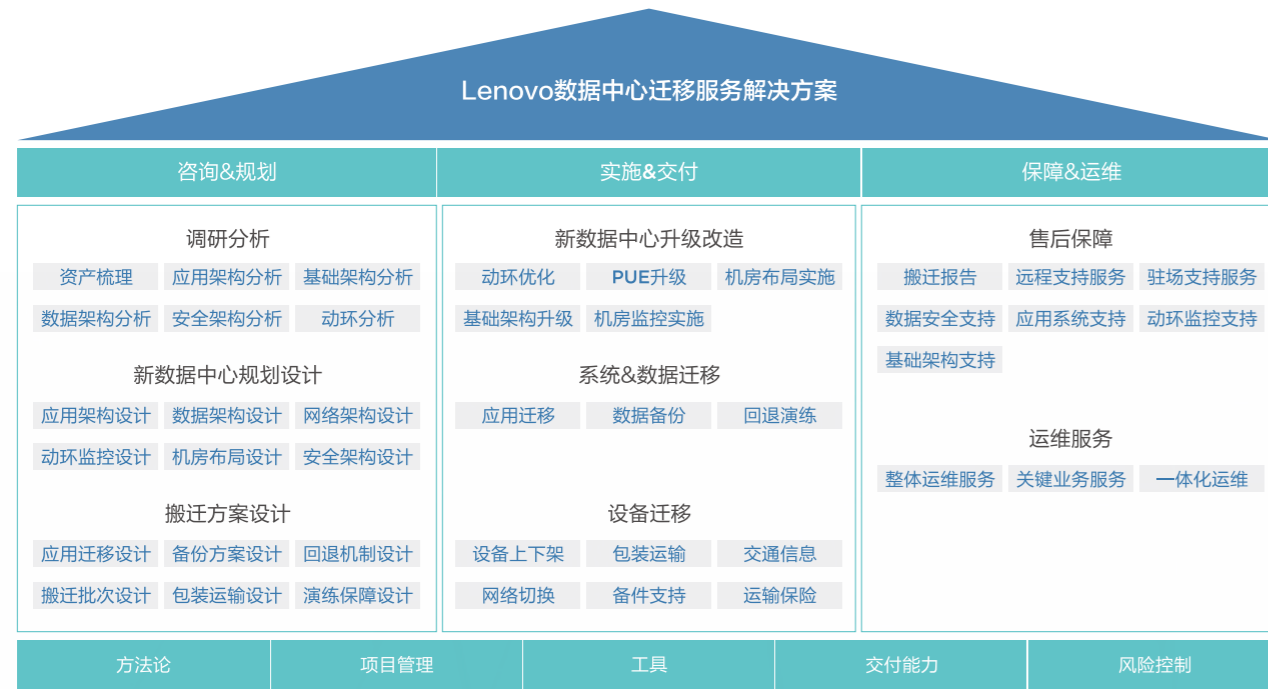 Lenovo数据中心迁移服务解决方案
咨询&规划 实施&交付 保障&运维
调研分析
资产梳理 应用架构分析 基础架构分析
数据架构分析 安全架构分析 动环分析
新数据中心规划设计
应用架构设计 数据架构设计 网络架构设计
动环监控设计 机房布局设计 安全架构设计
搬迁方案设计
应用迁移设计 备份方案设计 回退机制设计
搬迁批次设计 包装运输设计 演练保障设计
新数据中心升级改造
动环优化 PUE升级 机房布局实施
基础架构升级 机房监控实施
系统&数据迁移
应用迁移 数据备份 回退演练
设备迁移
设备上下架 包装运输 交通信息
网络切换 备件支持 运输保险
售后保障
搬迁报告 远程支持服务 驻场支持服务
数据安全支持 应用系统支持 动环监控支持
基础架构支持
运维服务
整体运维服务 关键业务服务 一体化运维
方法论 项目管理 工具 交付能力 风险控制